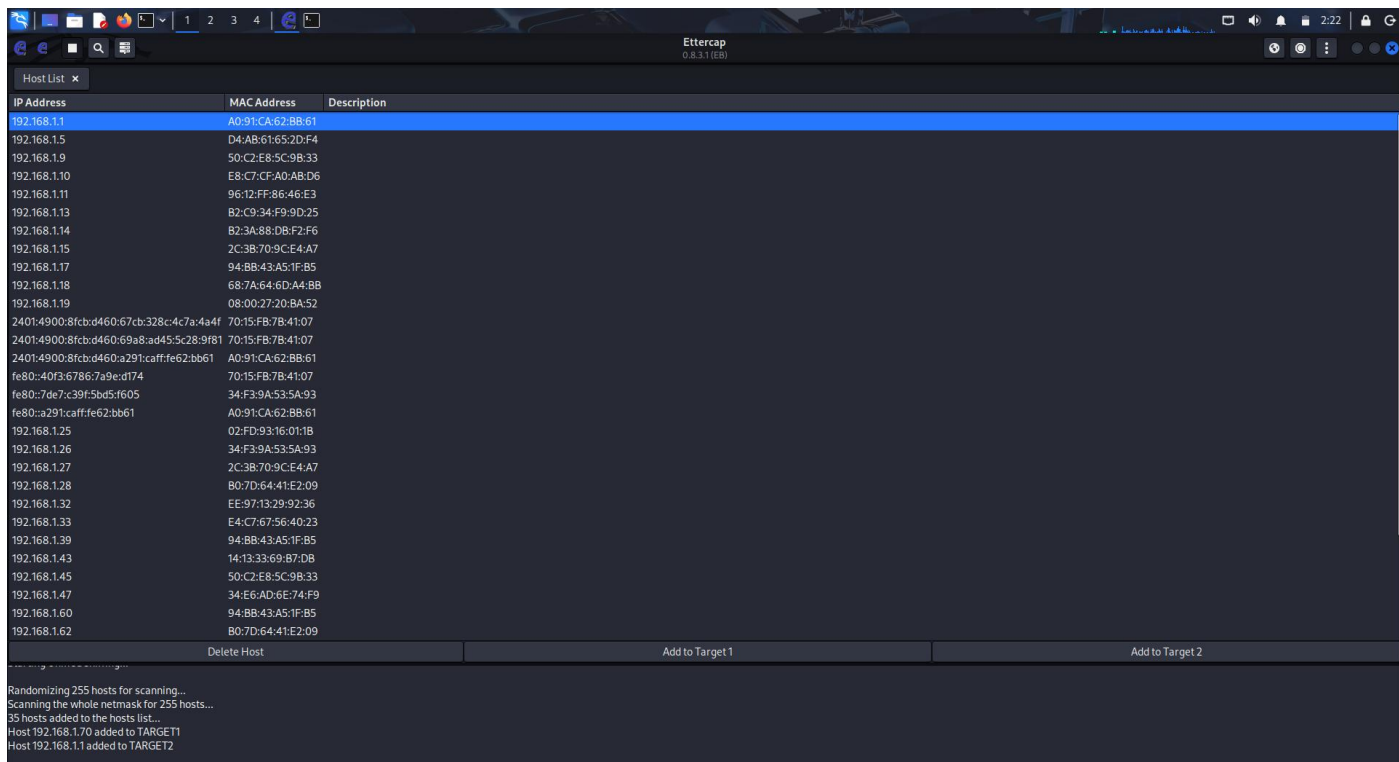 1 2 3 4 2:22
Ettercap
0.8.3.1 (EB)
Host List ×
IP Address MAC Address Description
192.168.1.1 A0:91:CA:62:BB:61
192.168.1.5 D4:AB:61:65:2D:F4
192.168.1.9 50:C2:E8:5C:9B:33
192.168.1.10 E8:C7:CF:A0:AB:D6
192.168.1.11 96:12:FF:86:46:E3
192.168.1.13 B2:C9:34:F9:9D:25
192.168.1.14 B2:3A:88:DB:F2:F6
192.168.1.15 2C:3B:70:9C:E4:A7
192.168.1.17 94:BB:43:A5:1F:B5
192.168.1.18 68:7A:64:6D:A4:BB
192.168.1.19 08:00:27:20:BA:52
2401:4900:8fcb:d460:67cb:328c:4c7a:4a4f 70:15:FB:7B:41:07
2401:4900:8fcb:d460:69a8:ad45:5c28:9f81 70:15:FB:7B:41:07
2401:4900:8fcb:d460:a291:caff:fe62:bb61 A0:91:CA:62:BB:61
fe80::40f3:6786:7a9e:d174 70:15:FB:7B:41:07
fe80::7de7:c39f:5bd5:f605 34:F3:9A:53:5A:93
fe80::a291:caff:fe62:bb61 A0:91:CA:62:BB:61
192.168.1.25 02:FD:93:16:01:1B
192.168.1.26 34:F3:9A:53:5A:93
192.168.1.27 2C:3B:70:9C:E4:A7
192.168.1.28 B0:7D:64:41:E2:09
192.168.1.32 EE:97:13:29:92:36
192.168.1.33 E4:C7:67:56:40:23
192.168.1.39 94:BB:43:A5:1F:B5
192.168.1.43 14:13:33:69:B7:DB
192.168.1.45 50:C2:E8:5C:9B:33
192.168.1.47 34:E6:AD:6E:74:F9
192.168.1.60 94:BB:43:A5:1F:B5
192.168.1.62 B0:7D:64:41:E2:09
Delete Host Add to Target 1 Add to Target 2
Randomizing 255 hosts for scanning...
Scanning the whole netmask for 255 hosts...
35 hosts added to the hosts list...
Host 192.168.1.70 added to TARGET1
Host 192.168.1.1 added to TARGET2